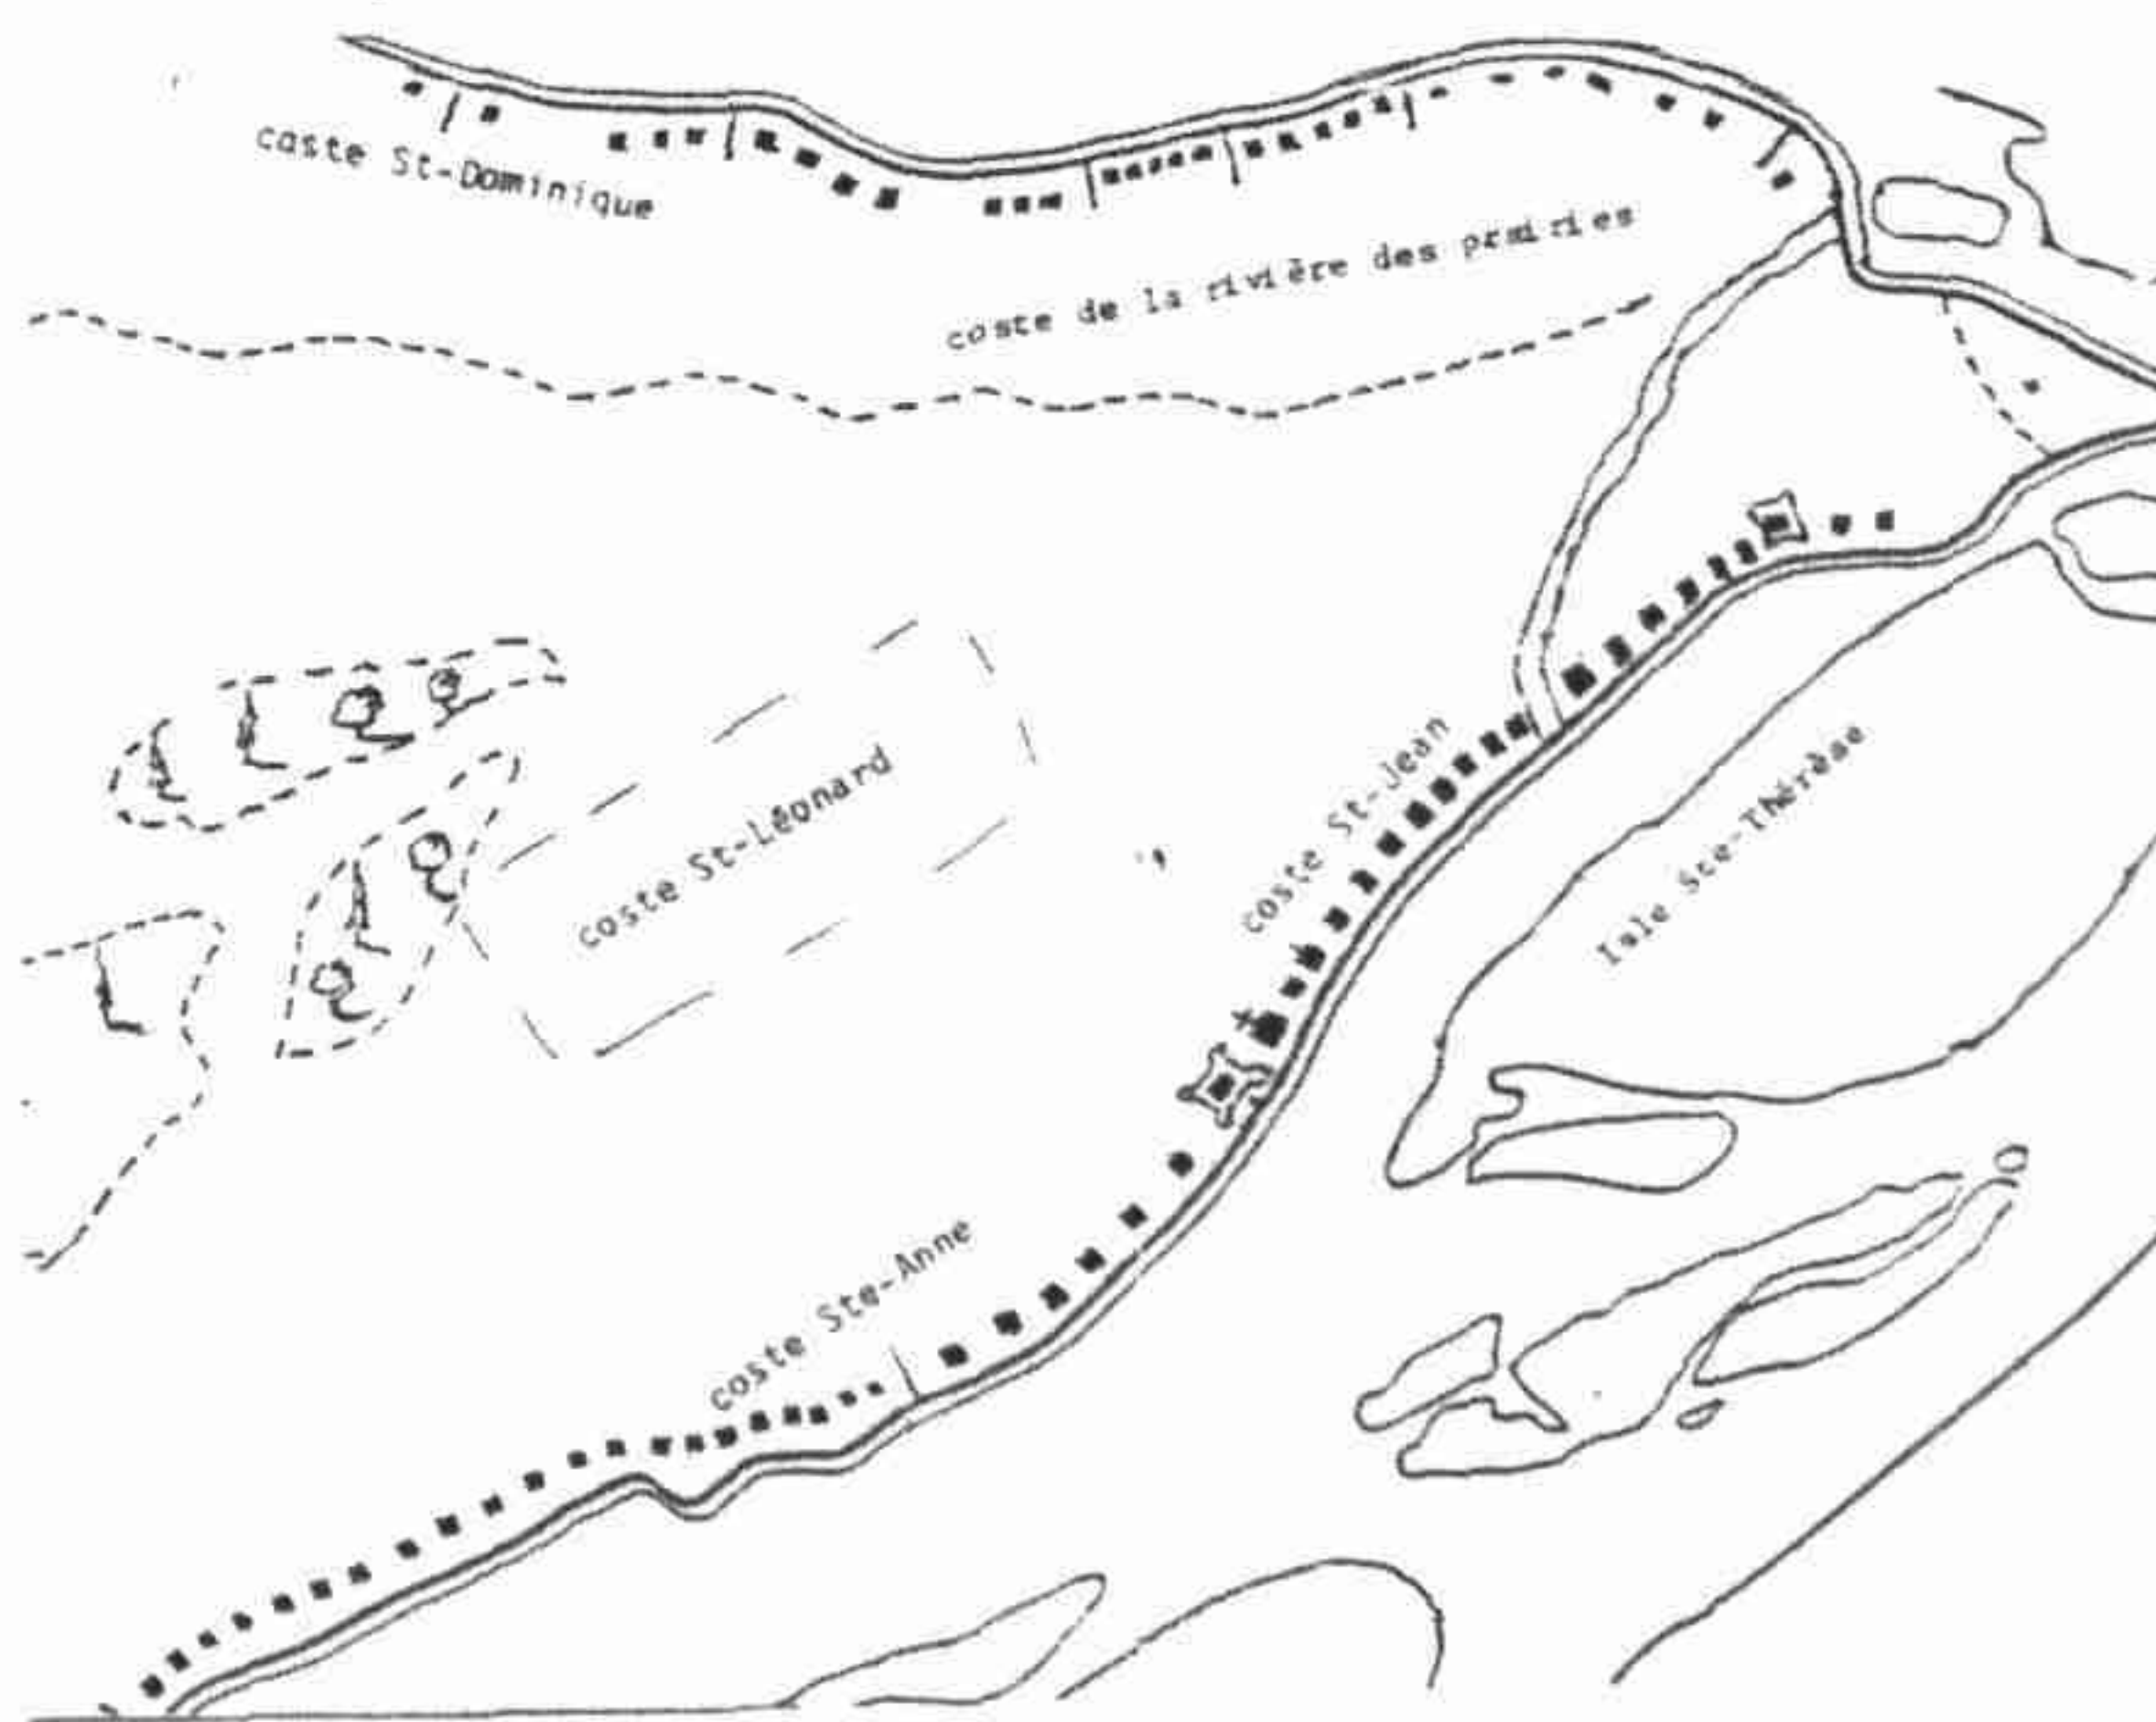 coste St-Dominique
coste de la rivière des prairies
coste St-Léonard
coste St-Jean
Isle Ste-Thérèse
coste Ste-Anne